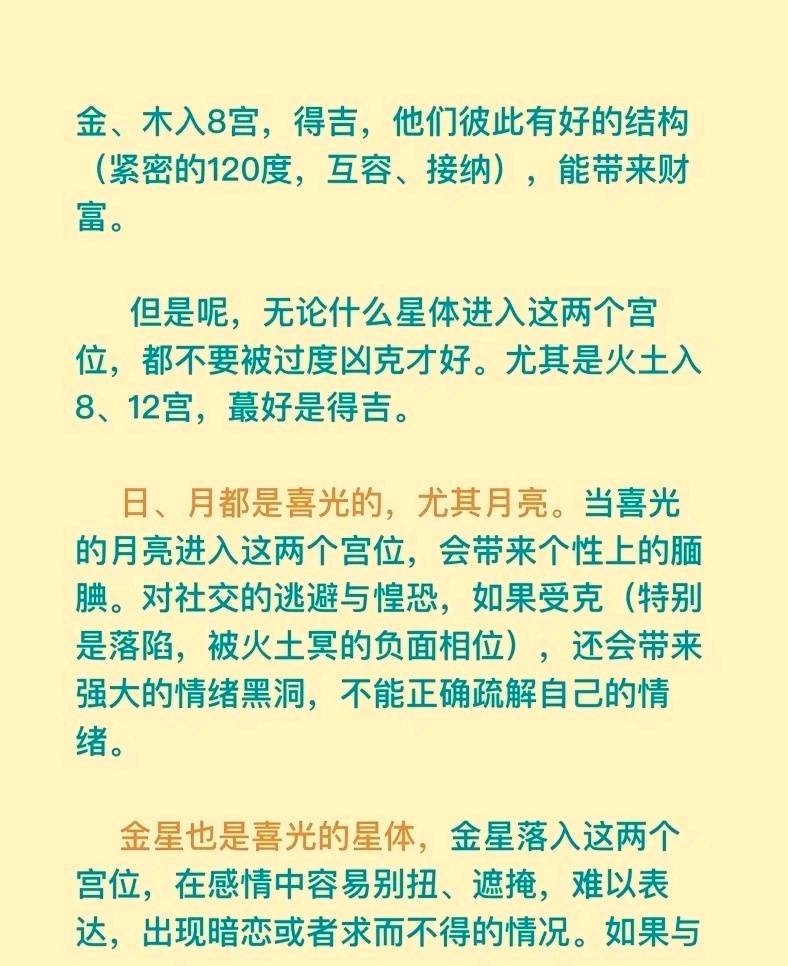 金、木入8宫，得吉，他们彼此有好的结构
（紧密的120度，互容、接纳），能带来财
富。
但是呢，无论什么星体进入这两个宫
位，都不要被过度凶克才好。尤其是火土入
8、12宫，蕞好是得吉。
日、月都是喜光的，尤其月亮。当喜光
的月亮进入这两个宫位，会带来个性上的腼
腆。对社交的逃避与惶恐，如果受克（特别
是落陷，被火土冥的负面相位），还会带来
强大的情绪黑洞，不能正确疏解自己的情
绪。
金星也是喜光的星体，金星落入这两个
宫位，在感情中容易别扭、遮掩，难以表
达，出现暗恋或者求而不得的情况。如果与